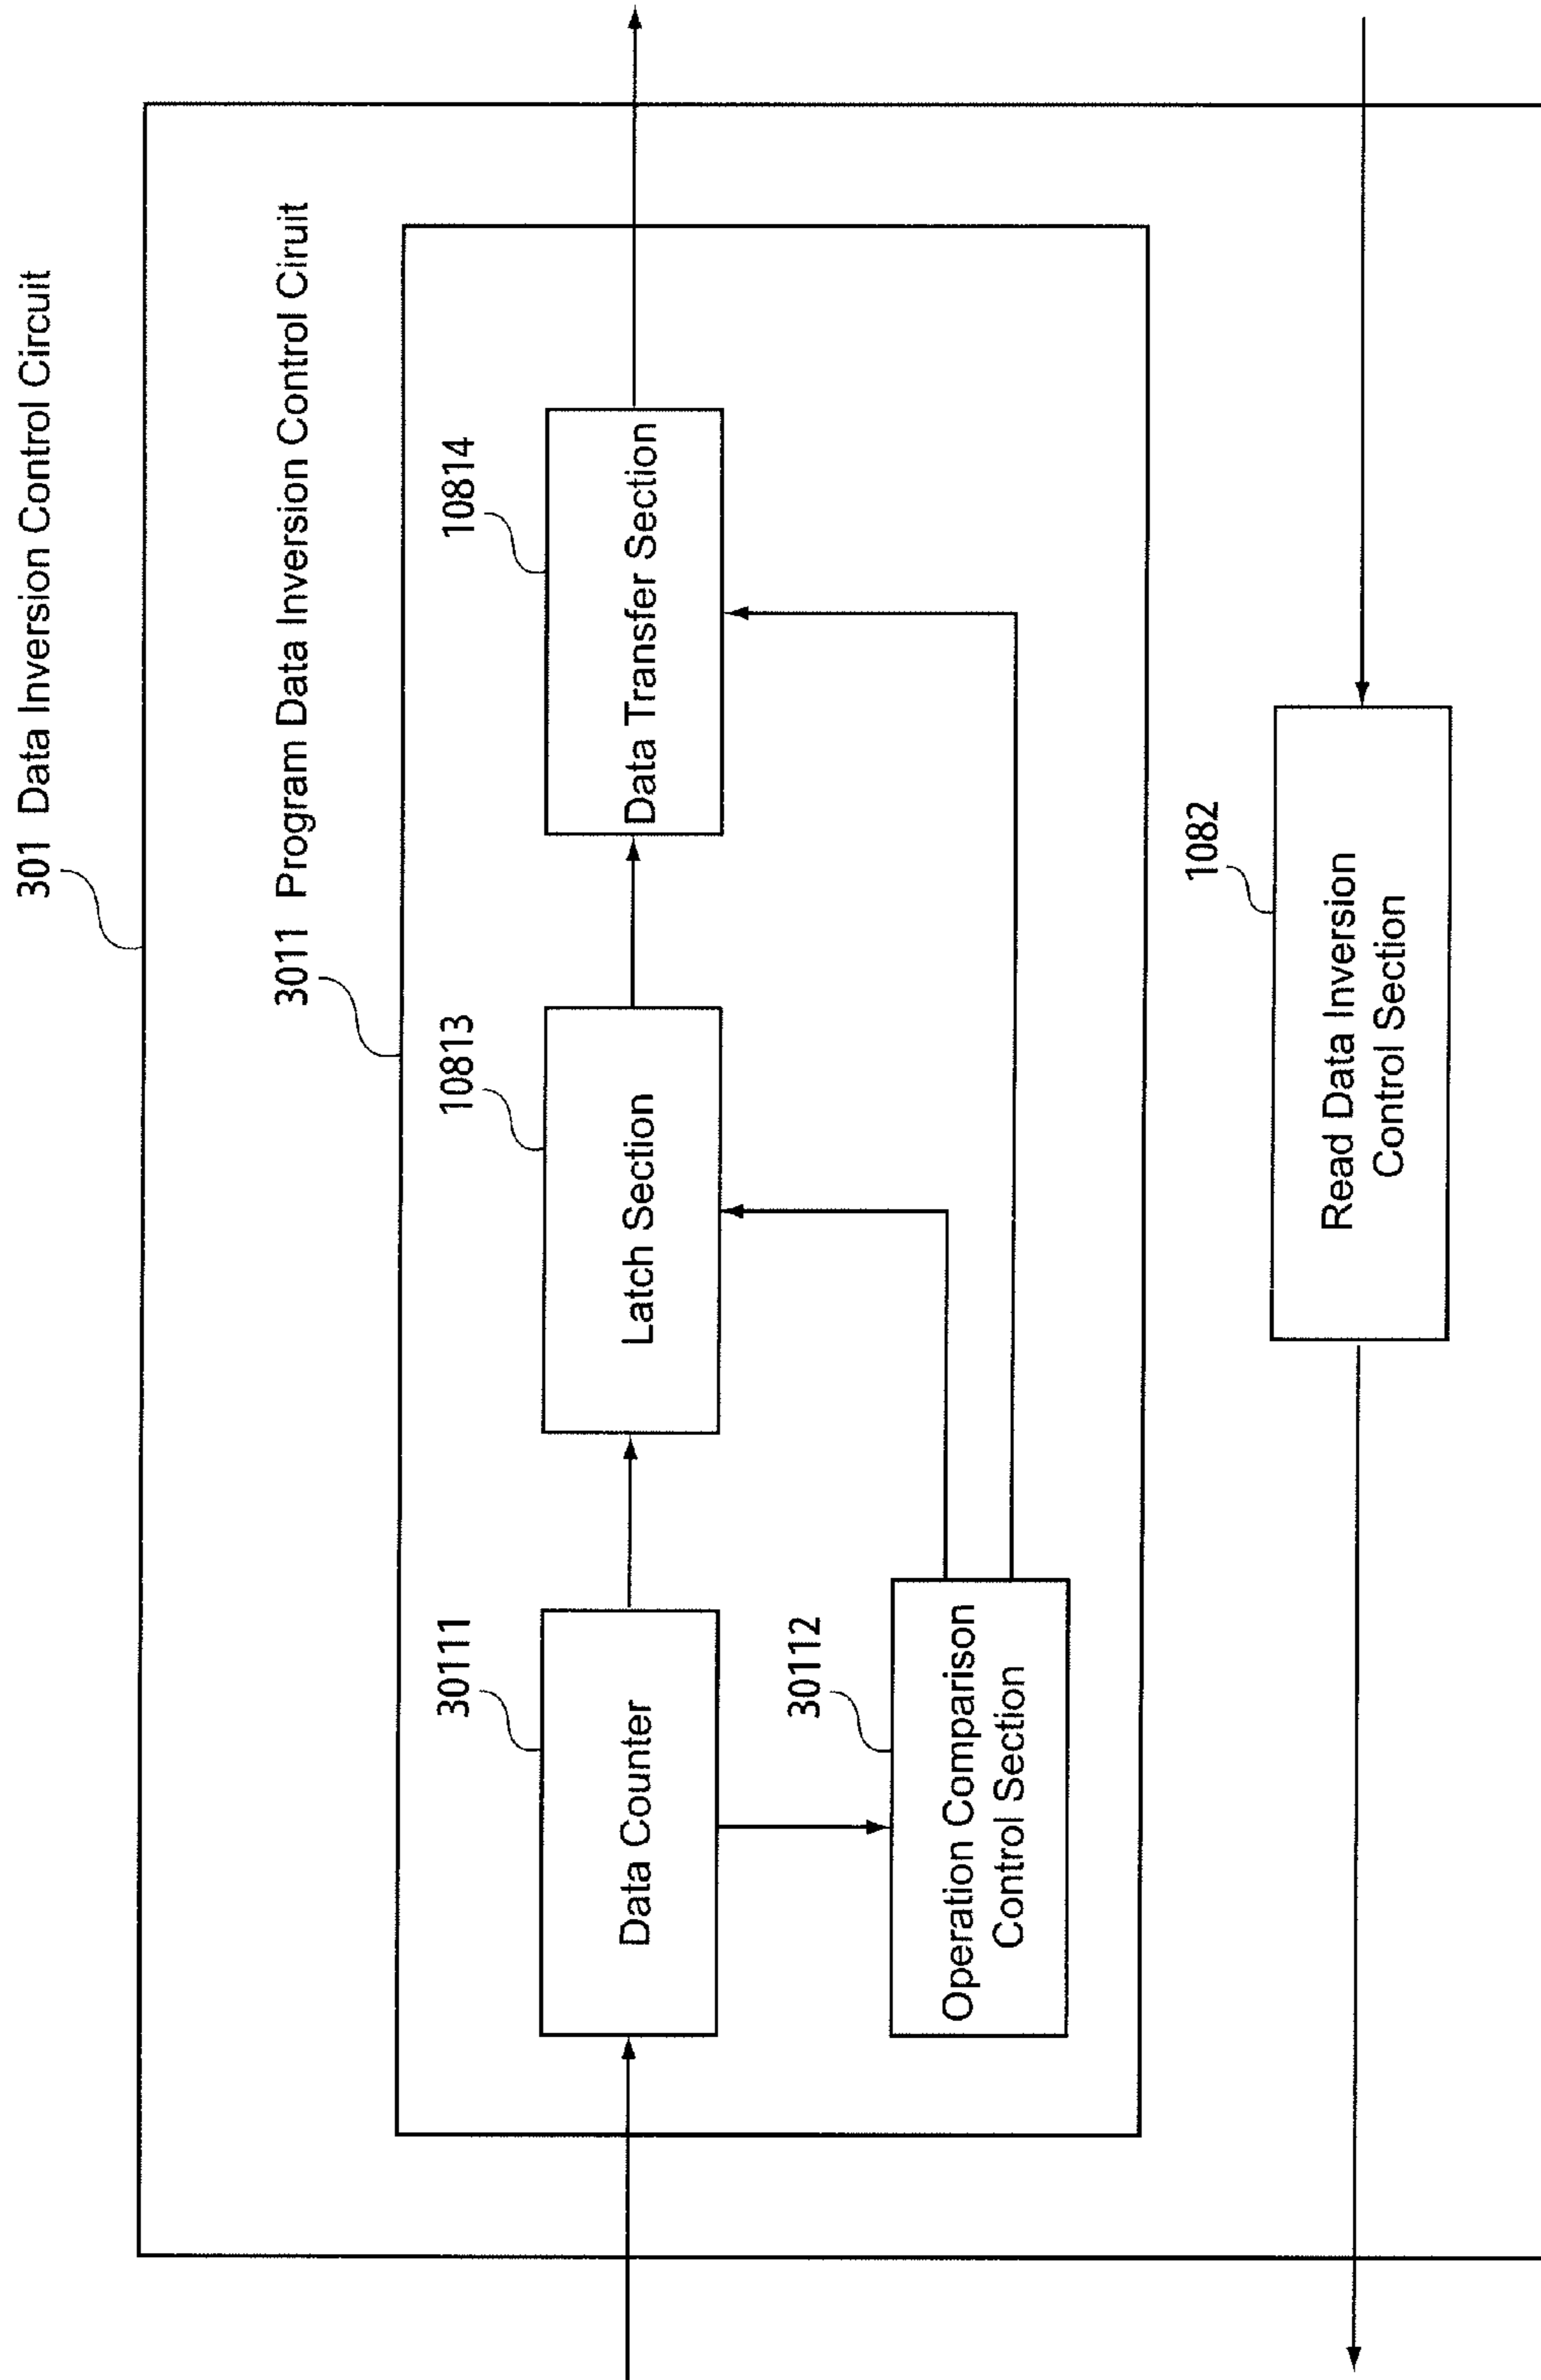 301 Data Inversion Control Circuit
3011 Program Data Inversion Control Ciruit
30111
Data Counter
10813
Latch Section
10814
Data Transfer Section
30112
Operation Comparison
Control Section
1082
Read Data Inversion
Control Section